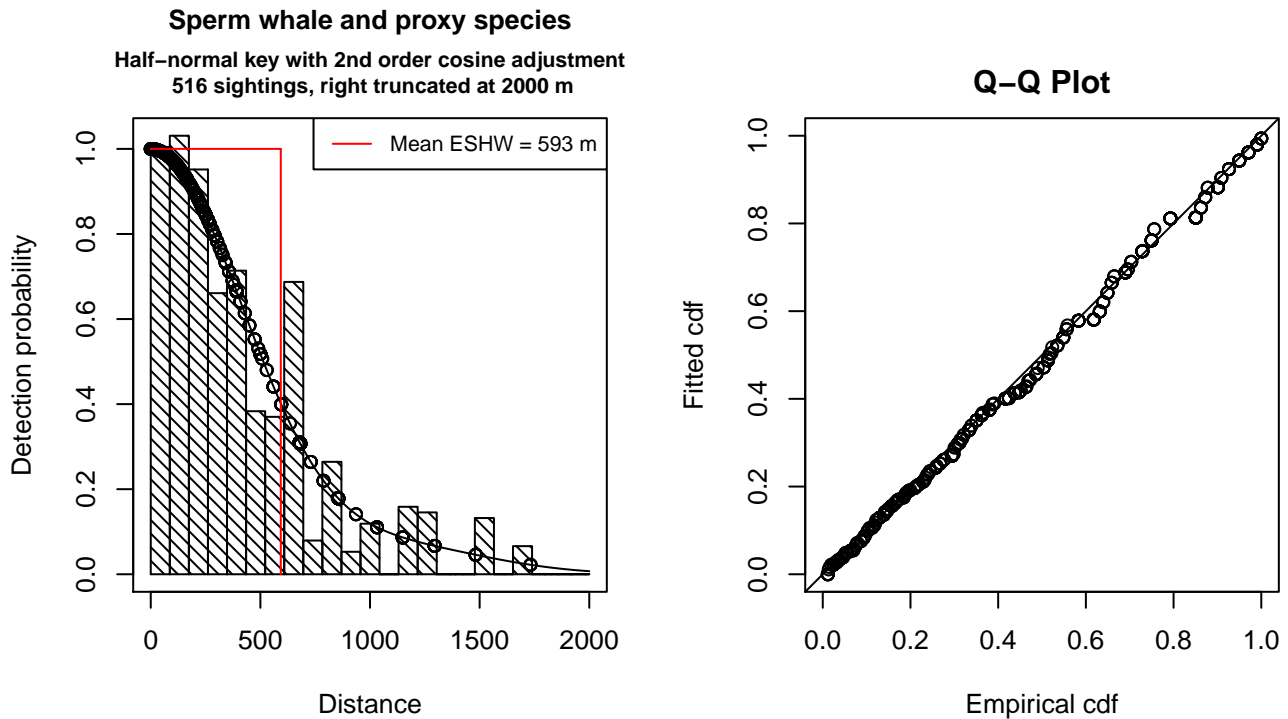 Sperm whale and proxy species
Half−normal key with 2nd order cosine adjustment
516 sightings, right truncated at 2000 m
Mean ESHW = 593 m
Detection probability
0.0
0.2
0.4
0.6
0.8
1.0
0 500 1000 1500 2000
Distance
Q−Q Plot
Fitted cdf
0.0
0.2
0.4
0.6
0.8
1.0
0.0 0.2 0.4 0.6 0.8 1.0
Empirical cdf